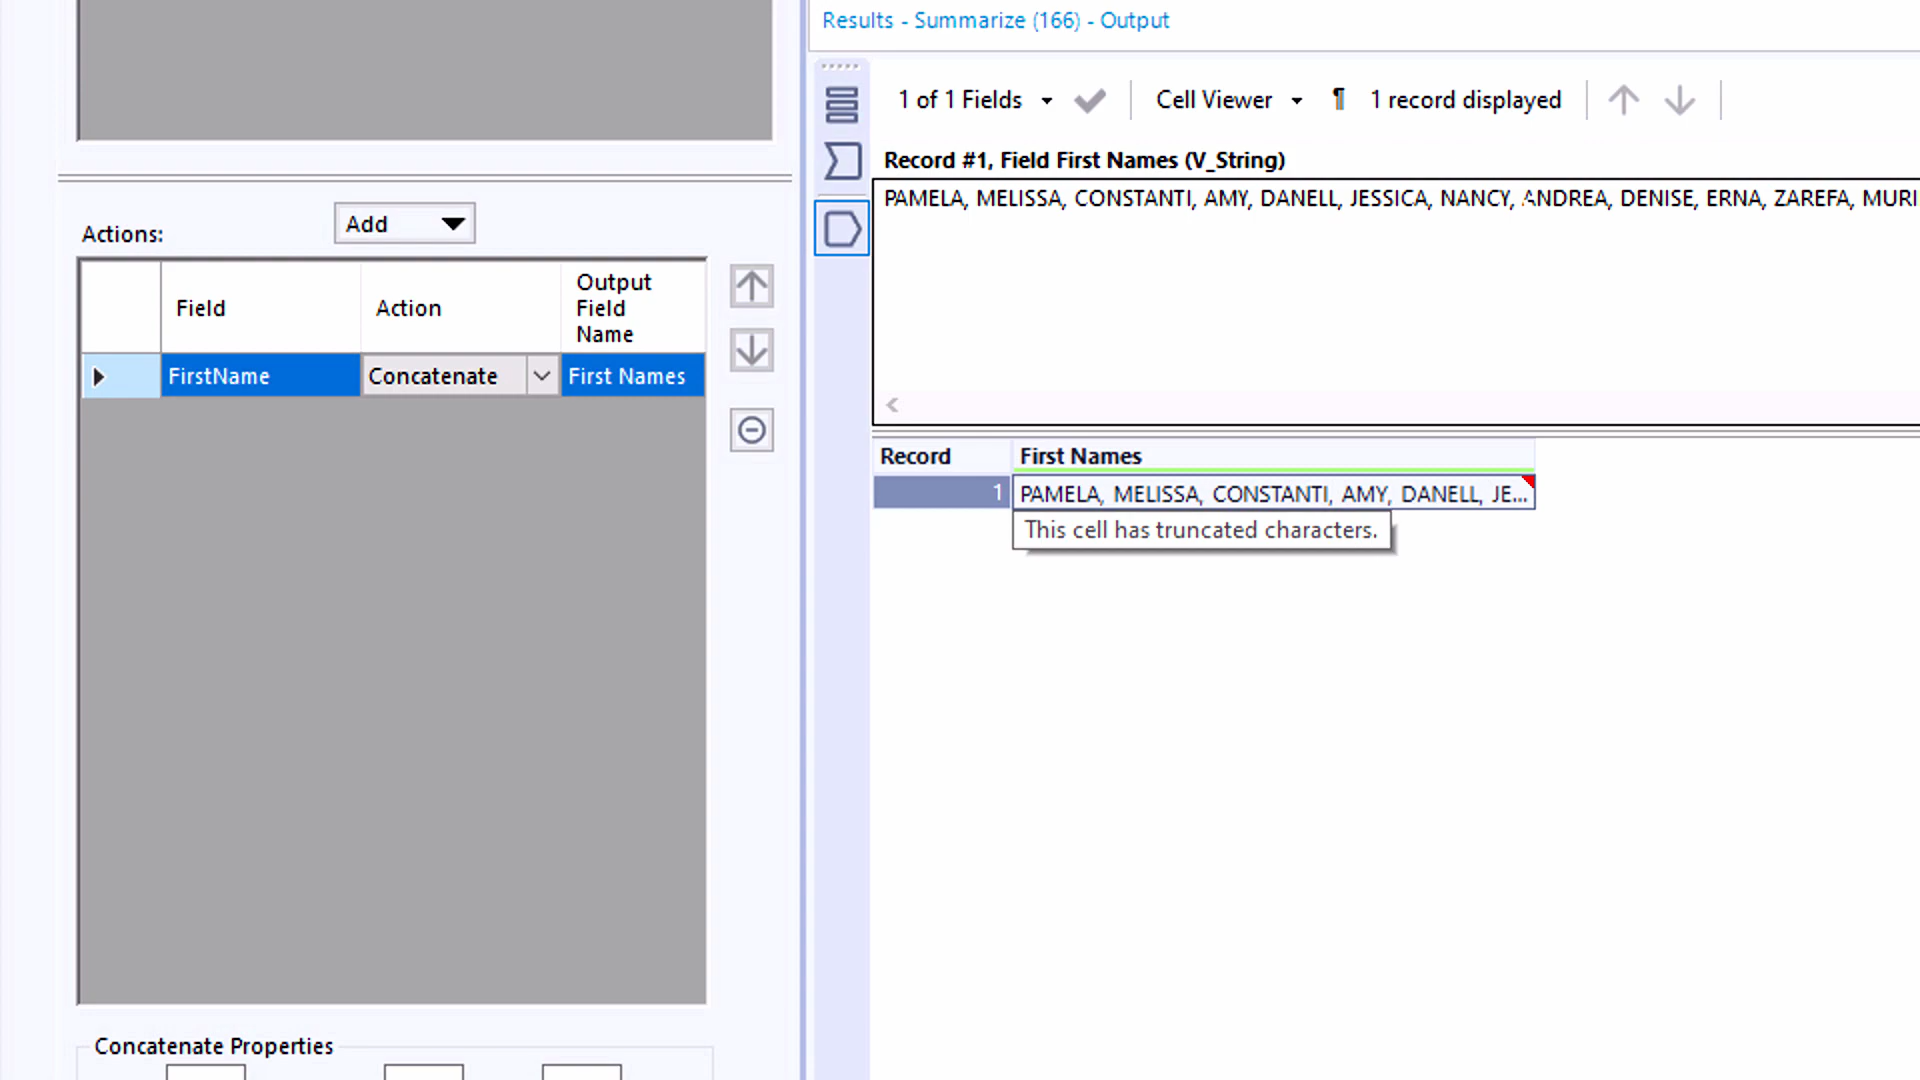 Results - Summarize (166) - Output
1 of 1 Fields
Cell Viewer
¶
1 record displayed
Record #1, Field First Names (V_String)
PAMELA, MELISSA, CONSTANTI, AMY, DANELL, JESSICA, NANCY, ANDREA, DENISE, ERNA, ZAREFA, MURI
Actions:
Add
Field
Action
Output
Field
Name
FirstName
Concatenate
First Names
Record
First Names
1
PAMELA, MELISSA, CONSTANTI, AMY, DANELL, JE...
This cell has truncated characters.
Concatenate Properties